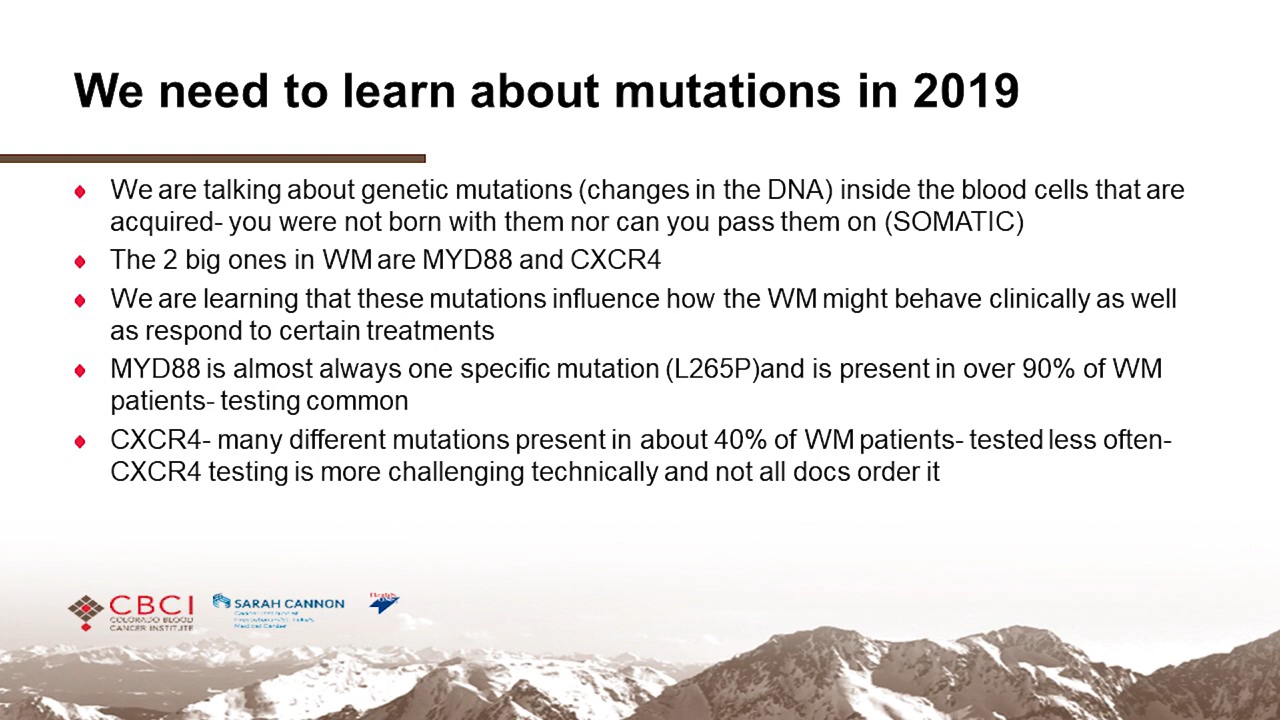 We need to learn about mutations in 2019
We are talking about genetic mutations (changes in the DNA) inside the blood cells that are
acquired- you were not born with them nor can you pass them on (SOMATIC)
The 2 big ones in WM are MYD88 and CXCR4
We are learning that these mutations influence how the WM might behave clinically as well
as respond to certain treatments
MYD88 is almost always one specific mutation (L265P)and is present in over 90% of WM
patients- testing common
CXCR4- many different mutations present in about 40% of WM patients- tested less often-
CXCR4 testing is more challenging technically and not all docs order it
CBCI
COLORADO BLOOD
CANCER INSTITUTE
SARAH CANNON
Cancer Institute at
Medical Center